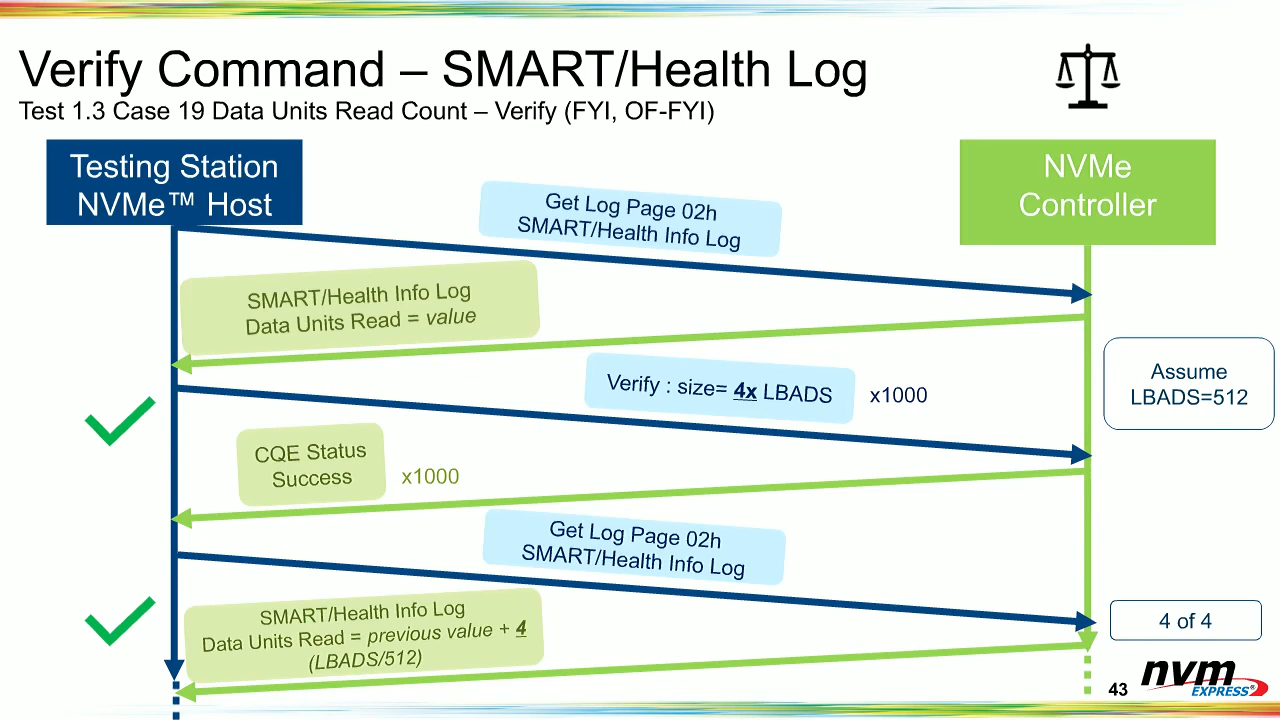 Verify Command – SMART/Health Log
Test 1.3 Case 19 Data Units Read Count – Verify (FYI, OF-FYI)
Testing Station
NVMe™ Host
NVMe
Controller
Get Log Page 02h
SMART/Health Info Log
SMART/Health Info Log
Data Units Read = value
Verify : size= 4x LBADS
x1000
Assume
LBADS=512
CQE Status
Success
x1000
Get Log Page 02h
SMART/Health Info Log
SMART/Health Info Log
Data Units Read = previous value + 4
(LBADS/512)
4 of 4
43
nvm
EXPRESS®